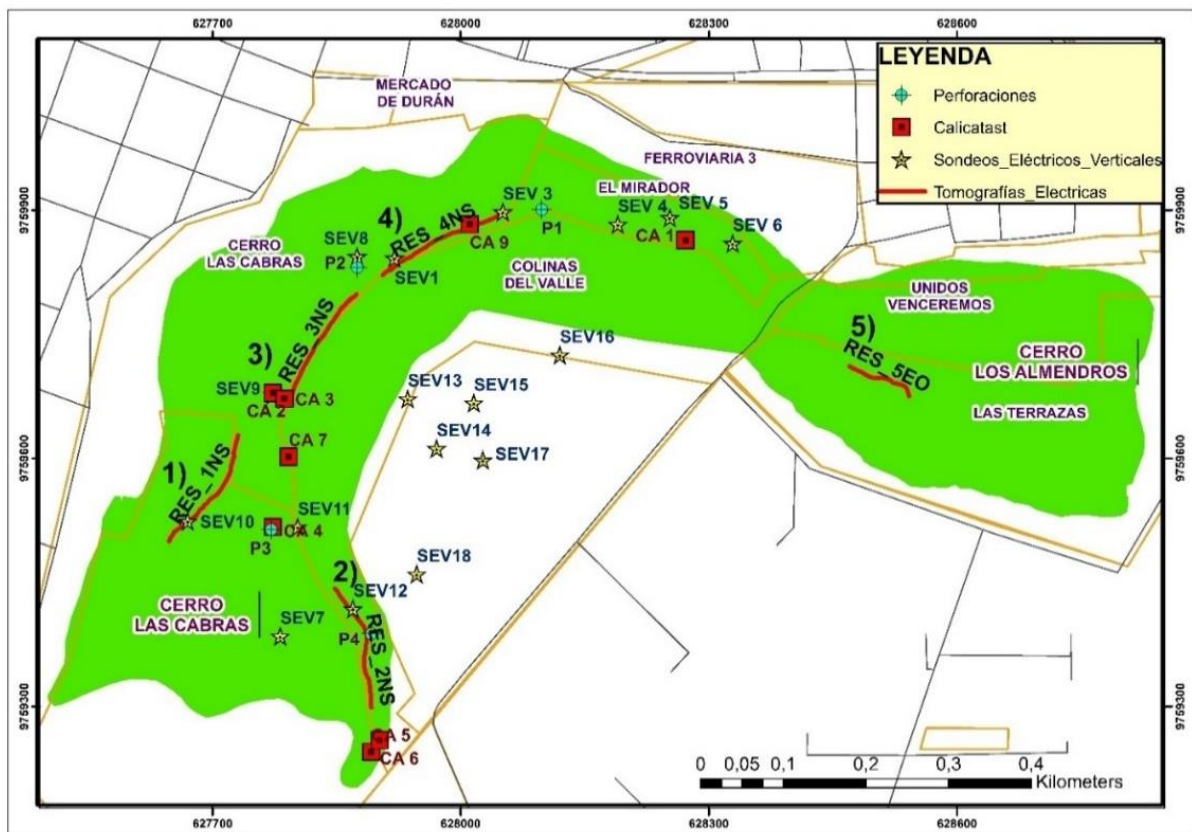 627700
628000
628300
628600
LEYENDA
Perforaciones
Calicatast
Sondeos_Eléctricos_Verticales
Tomografías_Electricas
MERCADO
DE DURÁN
FERROVIARIA 3
EL MIRADOR
9759900
9759900
SEV 3
P1
SEV 4
SEV 5
CA 1
SEV 6
4)
RES_4NS
CA 9
CERRO
LAS CABRAS
SEV8
P2
SEV1
COLINAS
DEL VALLE
UNIDOS
VENCEREMOS
3)
RES_3NS
SEV9
CA 2
CA 3
SEV16
5)
RES_5EO
CERRO
LOS ALMENDROS
LAS TERRAZAS
SEV13
SEV15
SEV14
SEV17
CA 7
9759600
9759600
1)
RES_1NS
SEV10
SEV11
CA 4
P3
SEV18
2)
SEV12
P4
RES_2NS
CERRO
LAS CABRAS
SEV7
9759300
9759300
CA 5
CA 6
0 0,05 0,1 0,2 0,3 0,4
Kilometers
627700
628000
628300
628600